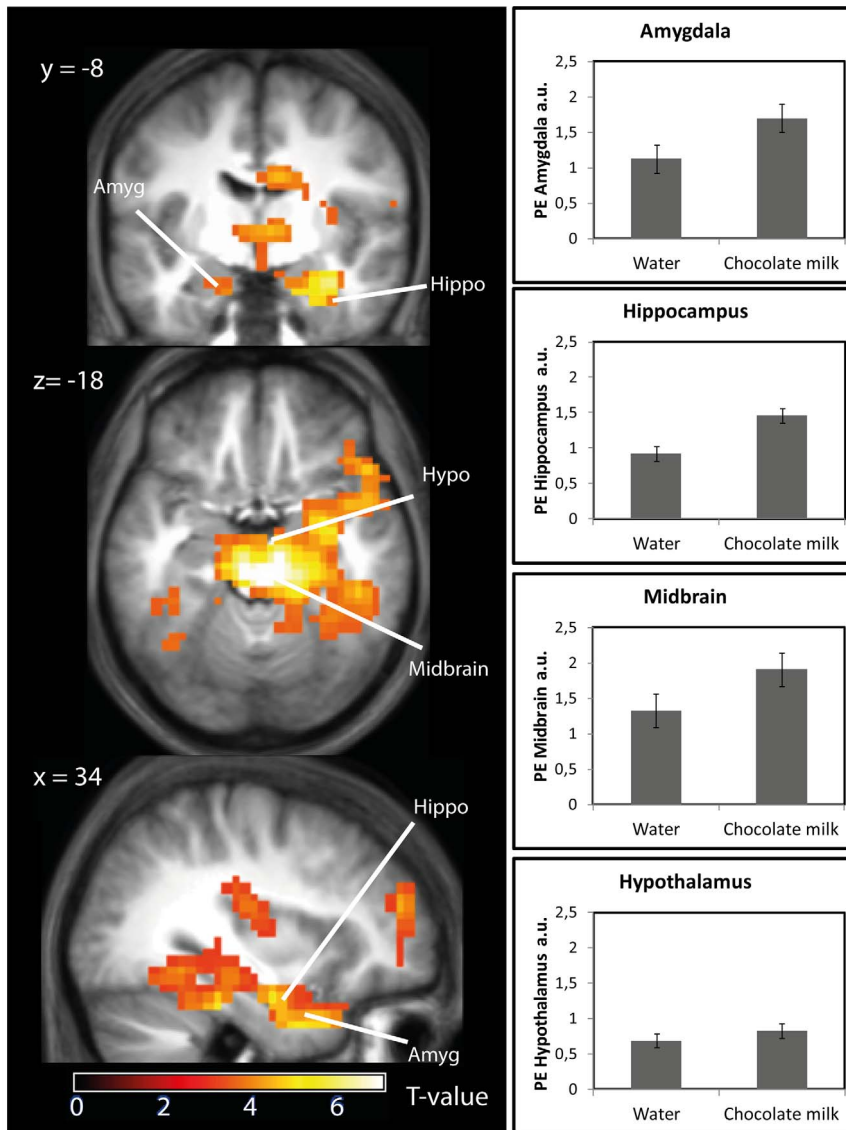 y = -8
Amyg
Hippo
z= -18
Hypo
Midbrain
x = 34
Hippo
Amyg
0 2 4 6 T-value
Amygdala
PE Amygdala a.u.
2,5
2
1,5
1
0,5
0
Water Chocolate milk
Hippocampus
PE Hippocampus a.u.
2,5
2
1,5
1
0,5
0
Water Chocolate milk
Midbrain
PE Midbrain a.u.
2,5
2
1,5
1
0,5
0
Water Chocolate milk
Hypothalamus
PE Hypothalamus a.u.
2,5
2
1,5
1
0,5
0
Water Chocolate milk